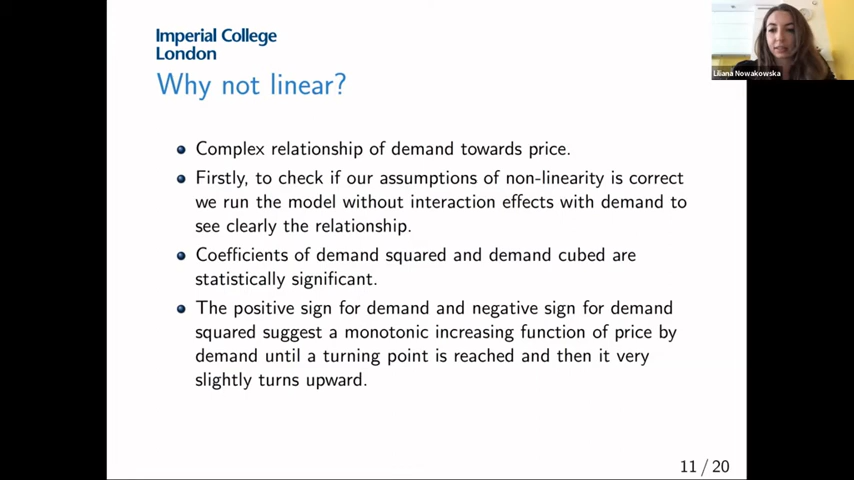 Imperial College
London
Why not linear?
Liliana Nowakowska
Complex relationship of demand towards price.
Firstly, to check if our assumptions of non-linearity is correct
we run the model without interaction effects with demand to
see clearly the relationship.
Coefficients of demand squared and demand cubed are
statistically significant.
The positive sign for demand and negative sign for demand
squared suggest a monotonic increasing function of price by
demand until a turning point is reached and then it very
slightly turns upward.
11 / 20